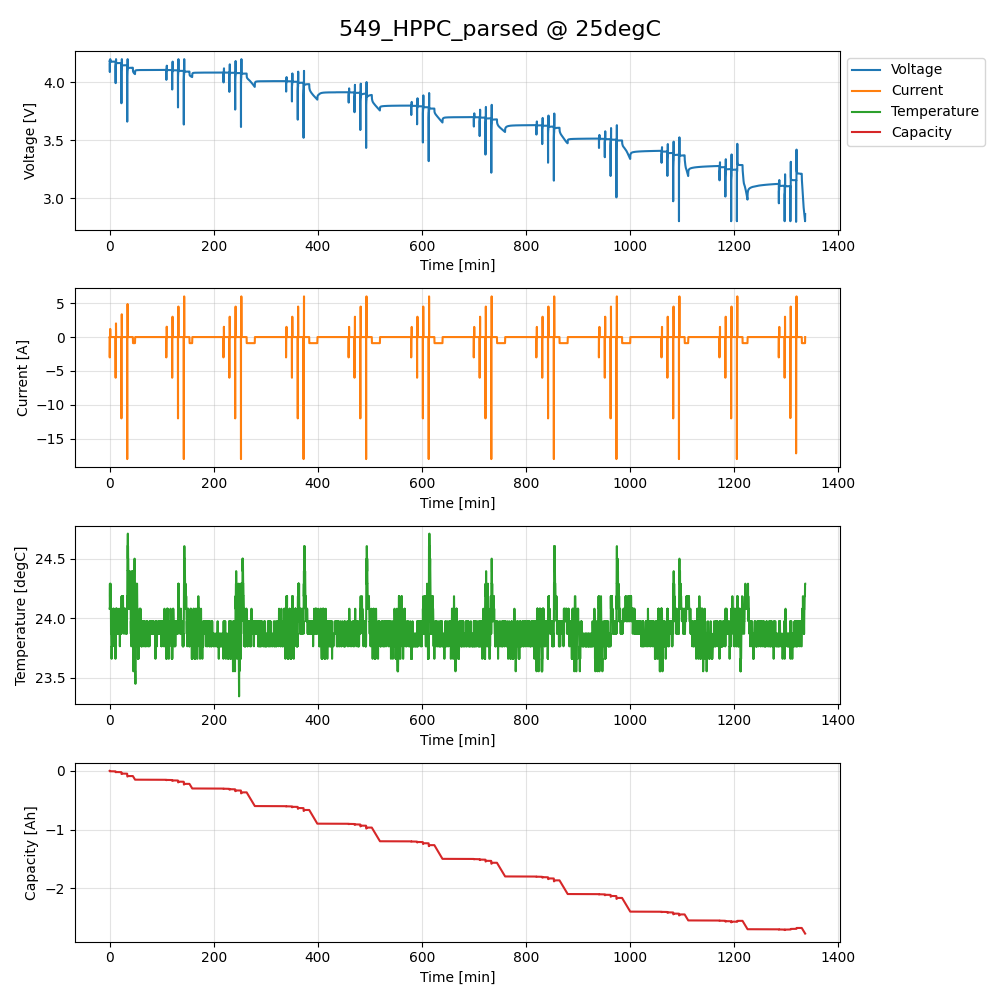 549_HPPC_parsed @ 25degC
Voltage [V]
4.0
3.5
3.0
0 200 400 600 800 1000 1200 1400
Time [min]
Voltage
Current
Temperature
Capacity
Current [A]
5
0
−5
−10
−15
0 200 400 600 800 1000 1200 1400
Time [min]
Temperature [degC]
24.5
24.0
23.5
0 200 400 600 800 1000 1200 1400
Time [min]
Capacity [Ah]
0
−1
−2
0 200 400 600 800 1000 1200 1400
Time [min]